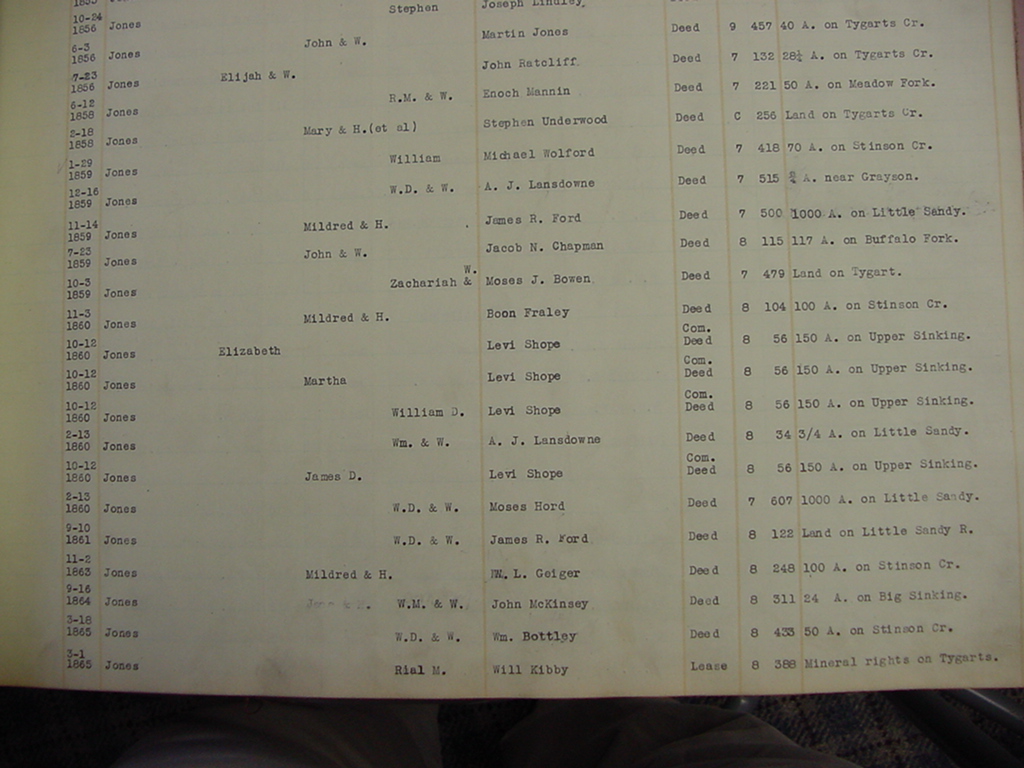 1855 Jones Stephen Joseph Lindley Deed
10-24
1856 Jones John & W. Martin Jones Deed 9 457 40 A. on Tygarts Cr.
6-3
1856 Jones Elijah & W. John Ratcliff Deed 7 132 28¼ A. on Tygarts Cr.
7-23
1856 Jones R.M. & W. Enoch Mannin Deed 7 221 50 A. on Meadow Fork.
6-12
1858 Jones Mary & H.(et al) Stephen Underwood Deed C 256 Land on Tygarts Cr.
2-18
1858 Jones William Michael Wolford Deed 7 418 70 A. on Stinson Cr.
1-29
1859 Jones W.D. & W. A. J. Lansdowne Deed 7 515 A. near Grayson.
12-16
1859 Jones Mildred & H. James R. Ford Deed 7 500 1000 A. on Little Sandy.
11-14
1859 Jones John & W. Jacob N. Chapman Deed 8 115 117 A. on Buffalo Fork.
7-23
1859 Jones Zachariah & W. Moses J. Bowen Deed 7 479 Land on Tygart.
10-3
1859 Jones Mildred & H. Boon Fraley Deed 8 104 100 A. on Stinson Cr.
11-3
1860 Jones Elizabeth Levi Shope Com. Deed 8 56 150 A. on Upper Sinking.
10-12
1860 Jones Martha Levi Shope Com. Deed 8 56 150 A. on Upper Sinking.
10-12
1860 Jones William D. Levi Shope Com. Deed 8 56 150 A. on Upper Sinking.
10-12
1860 Jones Wm. & W. A. J. Lansdowne Deed 8 34 3/4 A. on Little Sandy.
2-13
1860 Jones James D. Levi Shope Com. Deed 8 56 150 A. on Upper Sinking.
10-12
1860 Jones W.D. & W. Moses Hord Deed 7 607 1000 A. on Little Sandy.
2-13
1860 Jones W.D. & W. James R. Ford Deed 8 122 Land on Little Sandy R.
9-10
1861 Jones Mildred & H. L. Geiger Deed 8 248 100 A. on Stinson Cr.
11-2
1863 Jones W.M. & W. John McKinsey Deed 8 311 24 A. on Big Sinking.
9-16
1864 Jones W.D. & W. Wm. Bottley Deed 8 433 50 A. on Stinson Cr.
3-18
1865 Jones Rial M. Will Kibby Lease 8 388 Mineral rights on Tygarts.
3-1
1865 Jones